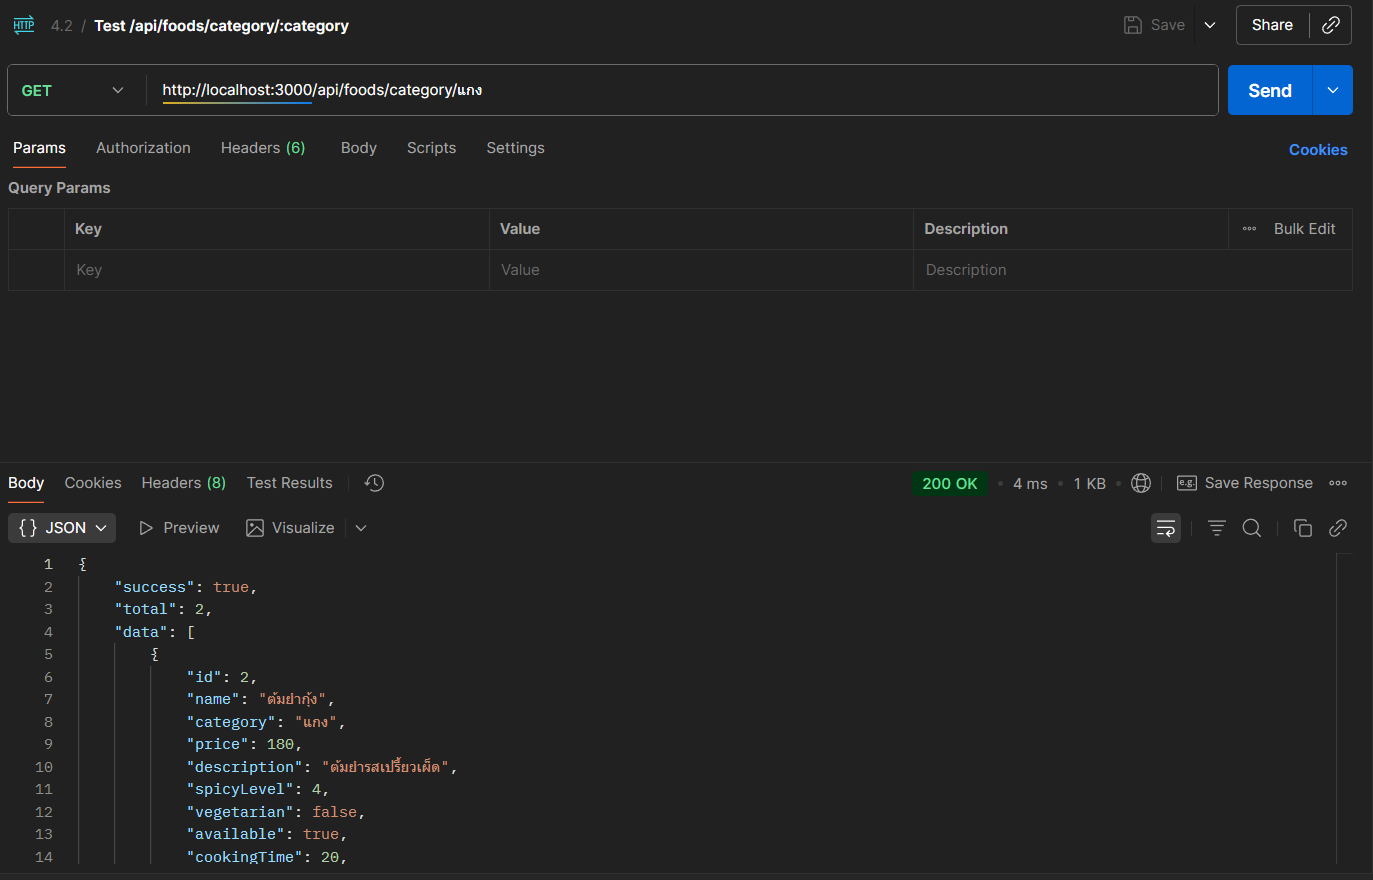 HTTP 4.2 / Test /api/foods/category/:category Save Share
GET http://localhost:3000/api/foods/category/แกง Send
Params Authorization Headers (6) Body Scripts Settings Cookies
Query Params
Key Value Description Bulk Edit
Key Value Description
Body Cookies Headers (8) Test Results 200 OK • 4 ms • 1 KB • e.g. Save Response
{} JSON Preview Visualize
1 {
2 "success": true,
3 "total": 2,
4 "data": [
5 {
6 "id": 2,
7 "name": "ต้มยำกุ้ง",
8 "category": "แกง",
9 "price": 180,
10 "description": "ต้มยำรสเปรี้ยวเผ็ด",
11 "spicyLevel": 4,
12 "vegetarian": false,
13 "available": true,
14 "cookingTime": 20,